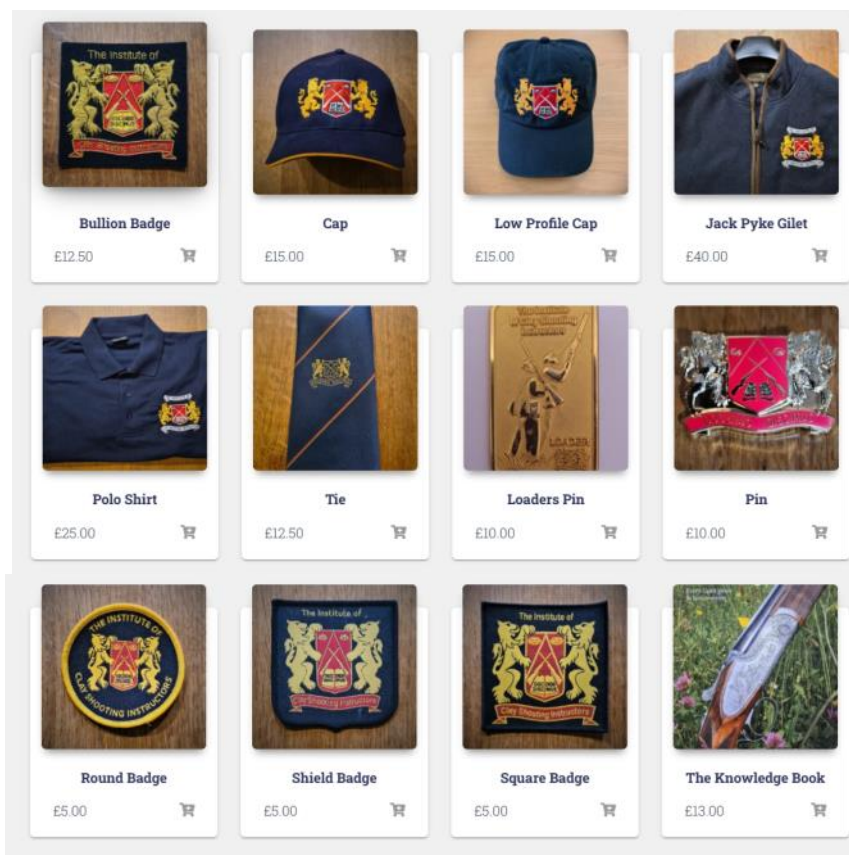 The Institute of
Bullion Badge
£12.50
Cap
£15.00
Low Profile Cap
£15.00
Jack Pyke Gilet
£40.00
Polo Shirt
£25.00
Tie
£12.50
The Institute
of Clay Shooting
Instructors
LOADER
Loaders Pin
£10.00
Pin
£10.00
THE INSTITUTE OF
CLAY SHOOTING INSTRUCTORS
Round Badge
£5.00
The Institute of
Clay Shooting Instructors
Shield Badge
£5.00
The Institute of
Clay Shooting Instructors
Square Badge
£5.00
The Knowledge Book
£13.00